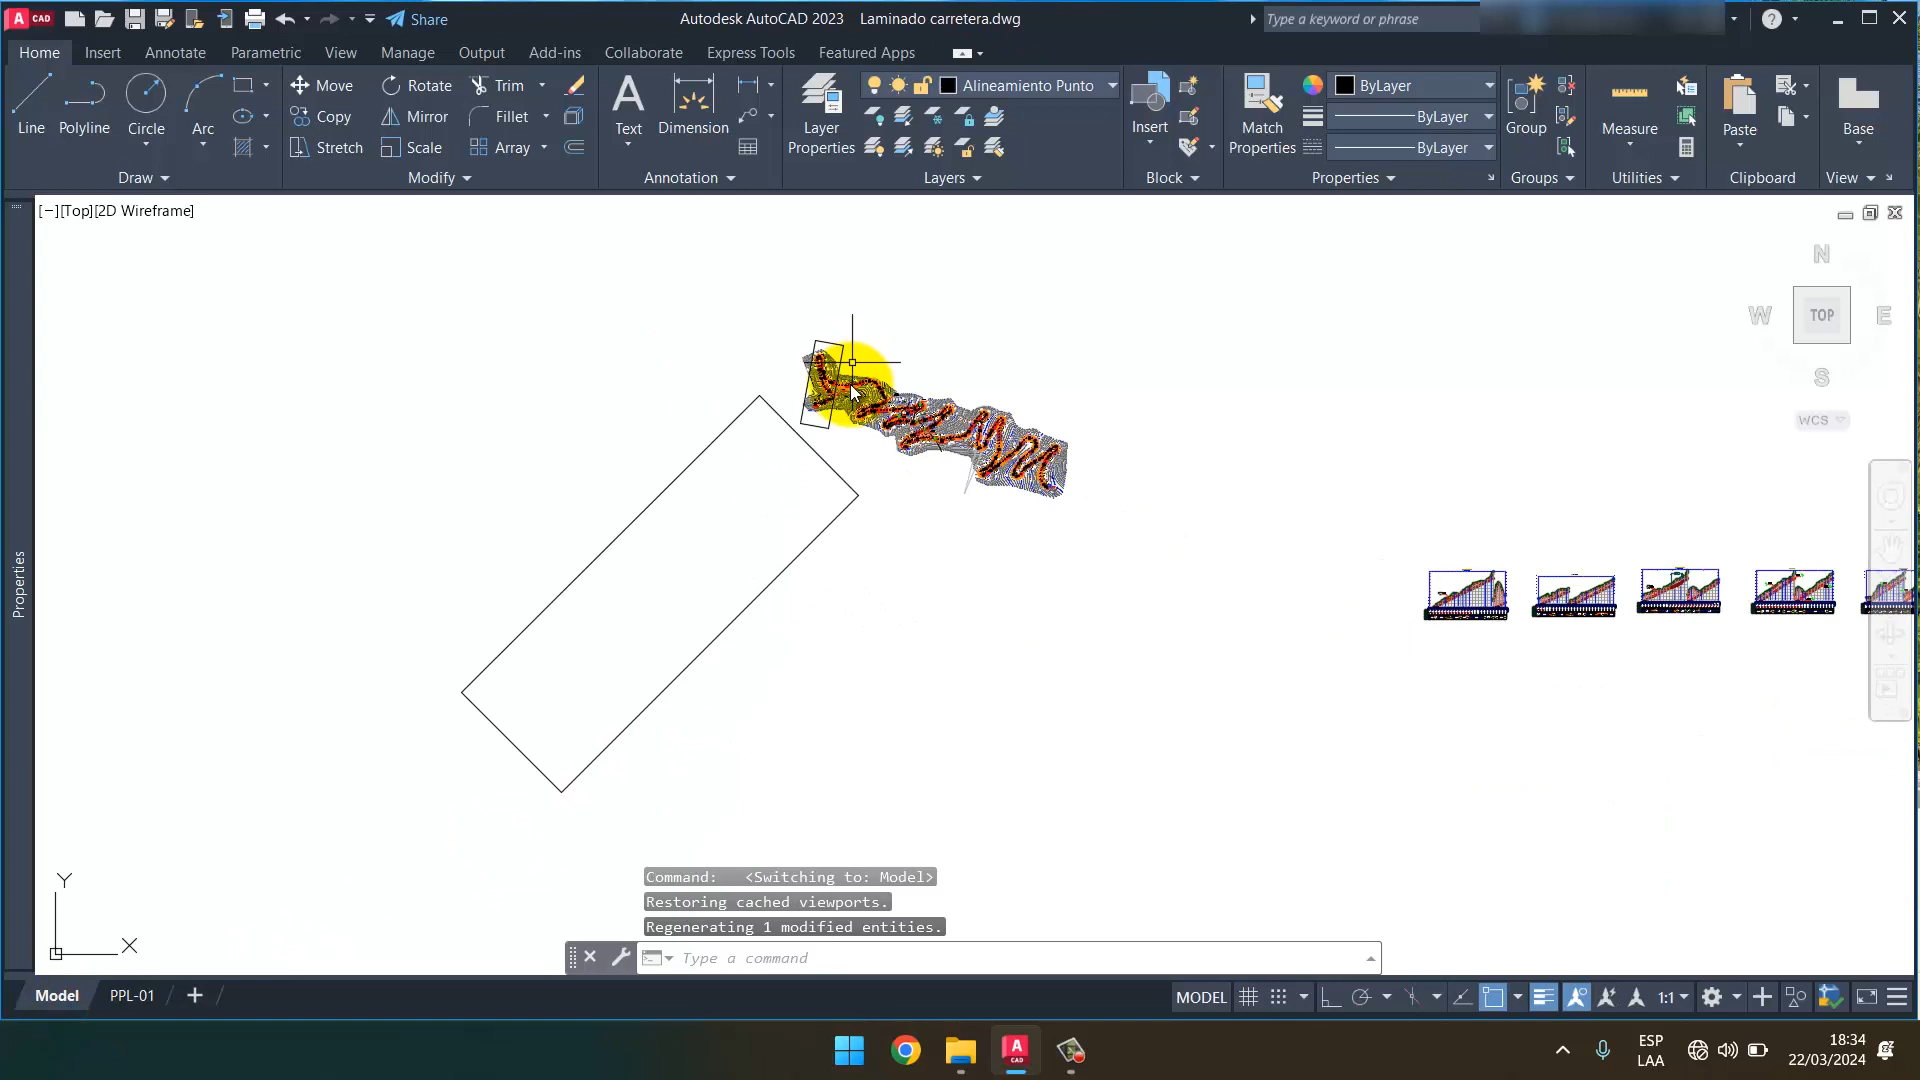 A CAD
Share
Autodesk AutoCAD 2023 Laminado carretera.dwg
Type a keyword or phrase
Home Insert Annotate Parametric View Manage Output Add-ins Collaborate Express Tools Featured Apps
Line
Polyline
Circle
Arc
Draw
Move
Rotate
Trim
Copy
Mirror
Fillet
Stretch
Scale
Array
Modify
Text
Dimension
Annotation
Layer
Properties
Alineamiento Punto
Layers
Insert
Block
Match
Properties
ByLayer
ByLayer
ByLayer
Properties
Group
Groups
Measure
Utilities
Paste
Clipboard
Base
View
[−][Top][2D Wireframe]
N
W
TOP
E
S
WCS
Properties
Y
X
Command: <Switching to: Model>
Restoring cached viewports.
Regenerating 1 modified entities.
Type a command
Model
PPL-01
MODEL
1:1
A
CAD
ESP
LAA
18:34
22/03/2024